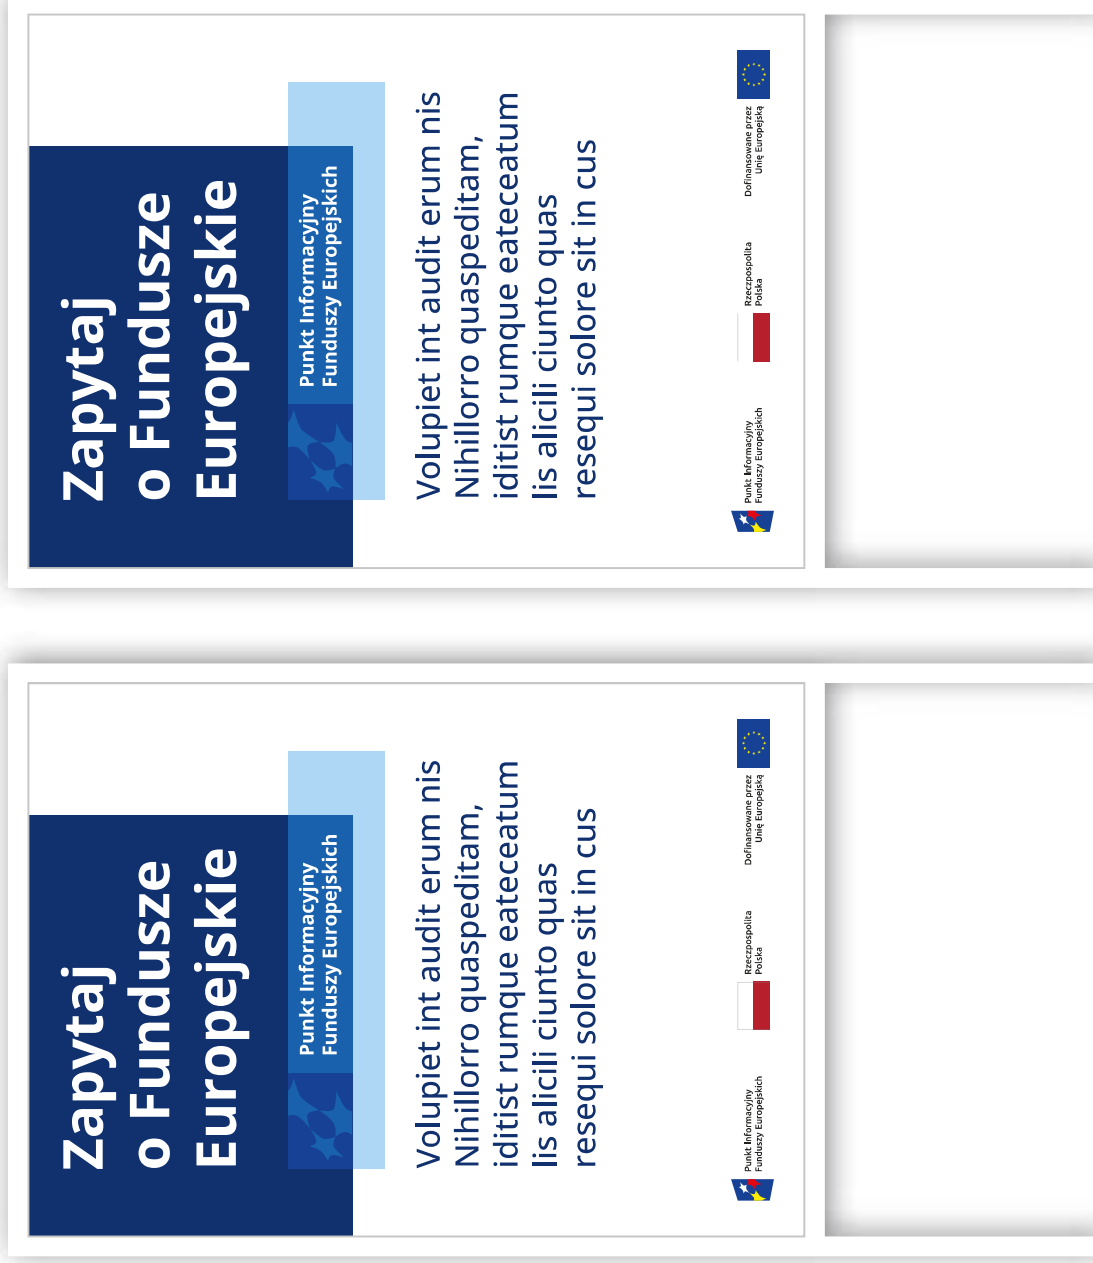 Zapytaj
o Fundusze
Europejskie
Punkt Informacyjny
Funduszy Europejskich
Volupiet int audit erum nis
Nihillorro quaspeditam,
iditist rumque eateceatum
lis alicili ciunto quas
resequi solore sit in cus
Punkt Informacyjny
Funduszy Europejskich
Rzeczpospolita
Polska
Dofinansowane przez
Unię Europejską
Zapytaj
o Fundusze
Europejskie
Punkt Informacyjny
Funduszy Europejskich
Volupiet int audit erum nis
Nihillorro quaspeditam,
iditist rumque eateceatum
lis alicili ciunto quas
resequi solore sit in cus
Punkt Informacyjny
Funduszy Europejskich
Rzeczpospolita
Polska
Dofinansowane przez
Unię Europejską